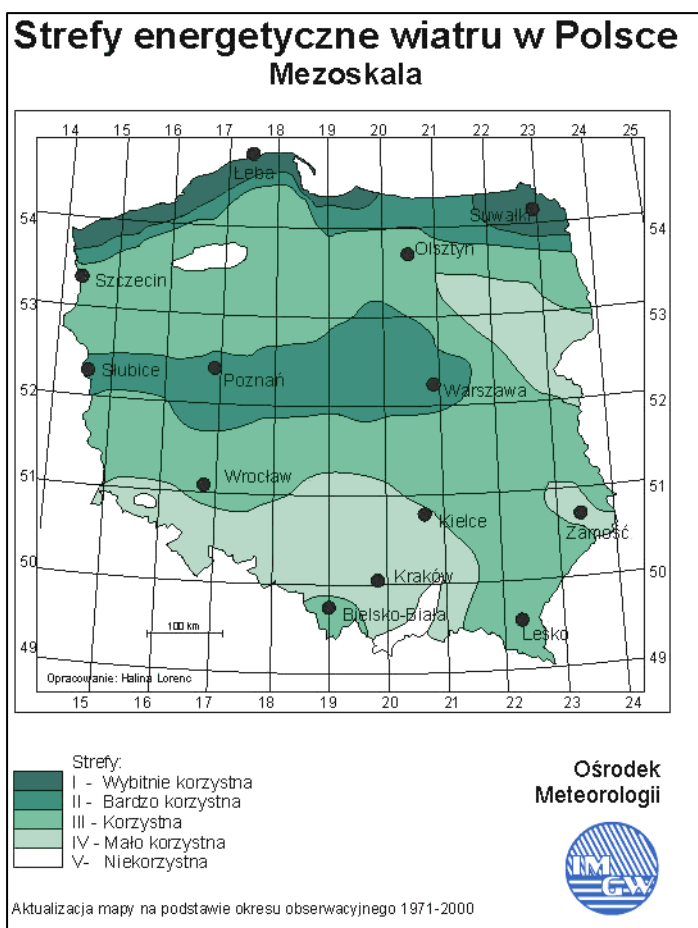 Strefy energetyczne wiatru w Polsce
Mezoskala
14 15 16 17 18 19 20 21 22 23 24 25
Łeba
54 Suwałki 54
Olsztyn
Szczecin
53 53
Słubice Poznań Warszawa
52 52
51 Wrocław 51
Kielce Zamość
50 Kraków 50
Bielsko-Biała Lesko
100 km
49 49
Opracowanie: Halina Lorenc
15 16 17 18 19 20 21 22 23 24
Strefy:
I - Wybitnie korzystna
II - Bardzo korzystna
III - Korzystna
IV - Mało korzystna
V- Niekorzystna
Ośrodek
Meteorologii
IM
GW
Aktualizacja mapy na podstawie okresu obserwacyjnego 1971-2000